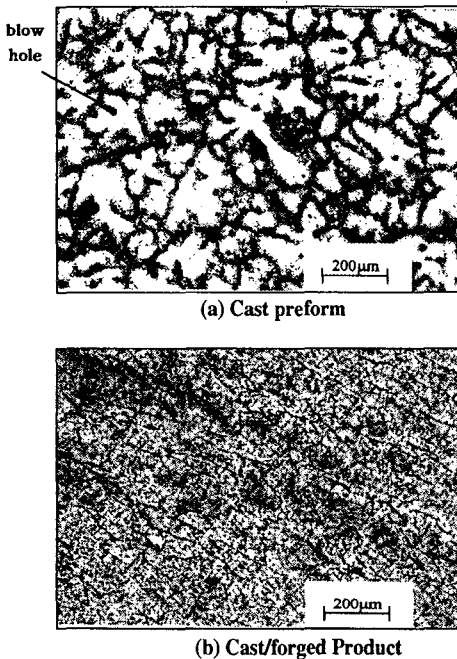 blow
hole
200μm
(a) Cast preform
200μm
(b) Cast/forged Product